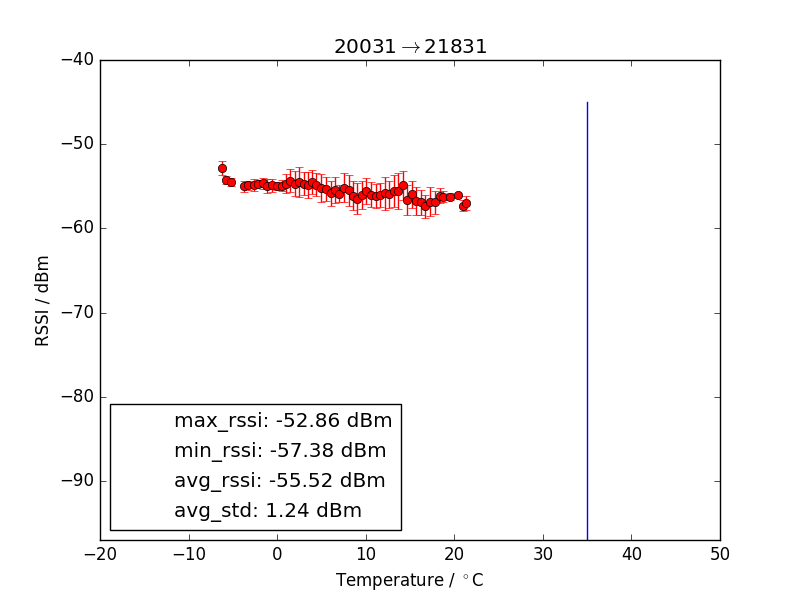 20031→21831
−40
−50
−60
−70
−80
−90
RSSI / dBm
max_rssi: -52.86 dBm
min_rssi: -57.38 dBm
avg_rssi: -55.52 dBm
avg_std: 1.24 dBm
−20 −10 0 10 20 30 40 50
Temperature / °C